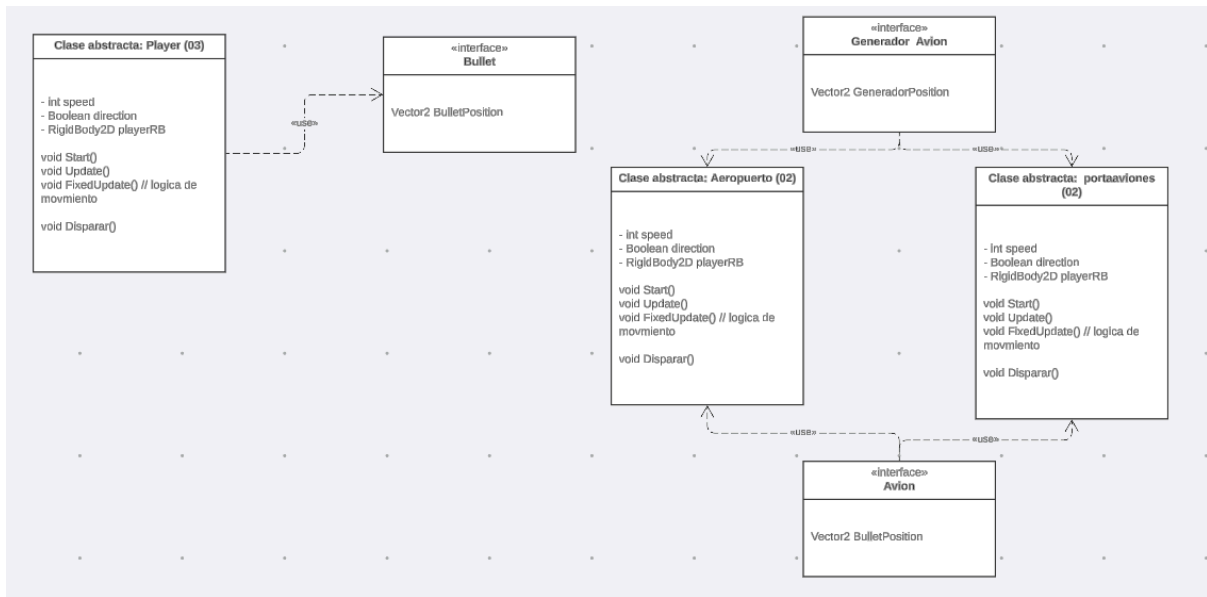 Clase abstracta: Player (03)
- int speed
- Boolean direction
- RigidBody2D playerRB
void Start()
void Update()
void FixedUpdate() // logica de
movmiento
void Disparar()
«use»
«interface»
Bullet
Vector2 BulletPosition
«interface»
Generador Avion
Vector2 GeneradorPosition
«use»
«use»
Clase abstracta: Aeropuerto (02)
- int speed
- Boolean direction
- RigidBody2D playerRB
void Start()
void Update()
void FixedUpdate() // logica de
movmiento
void Disparar()
Clase abstracta: portaaviones
(02)
- int speed
- Boolean direction
- RigidBody2D playerRB
void Start()
void Update()
void FixedUpdate() // logica de
movmiento
void Disparar()
«use»
«use»
«interface»
Avion
Vector2 BulletPosition